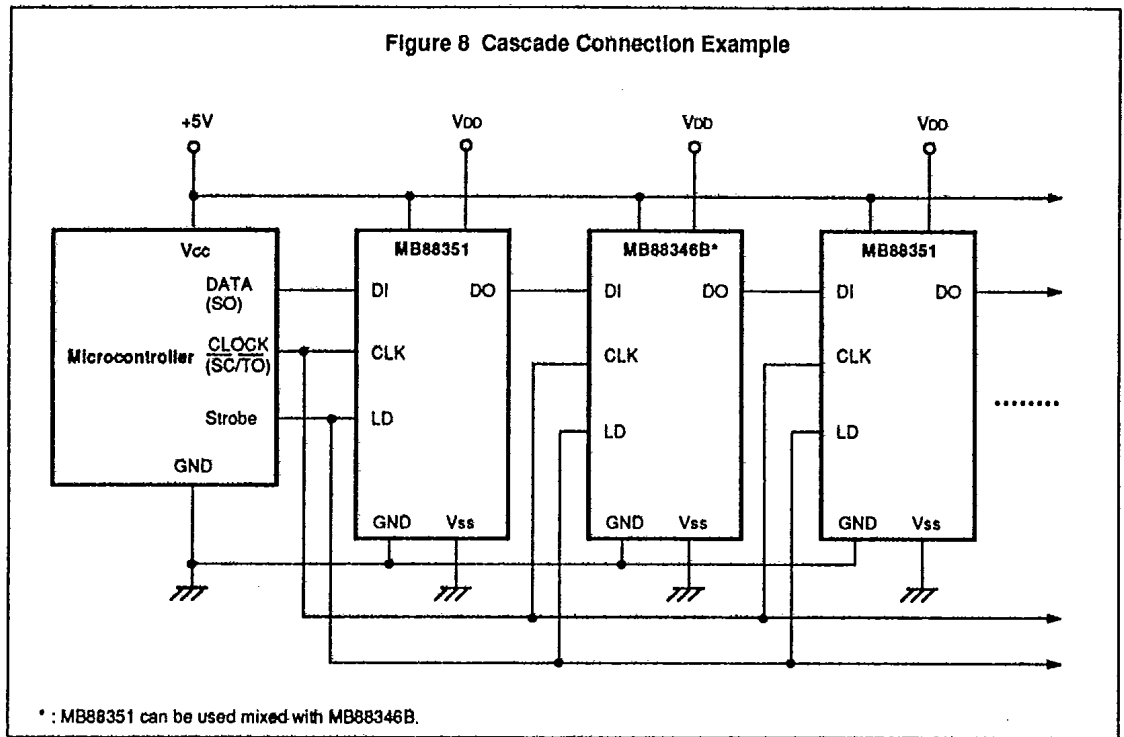 Figure 8 Cascade Connection Example
+5V
VDD
VDD
VDD
Vcc
MB88351
MB88346B*
MB88351
DATA
(SO)
DI
DO
DI
DO
DI
DO
Microcontroller
CLOCK
(SC/TO)
CLK
CLK
CLK
Strobe
LD
LD
LD
........
GND
GND
Vss
GND
Vss
GND
Vss
* : MB88351 can be used mixed with MB88346B.